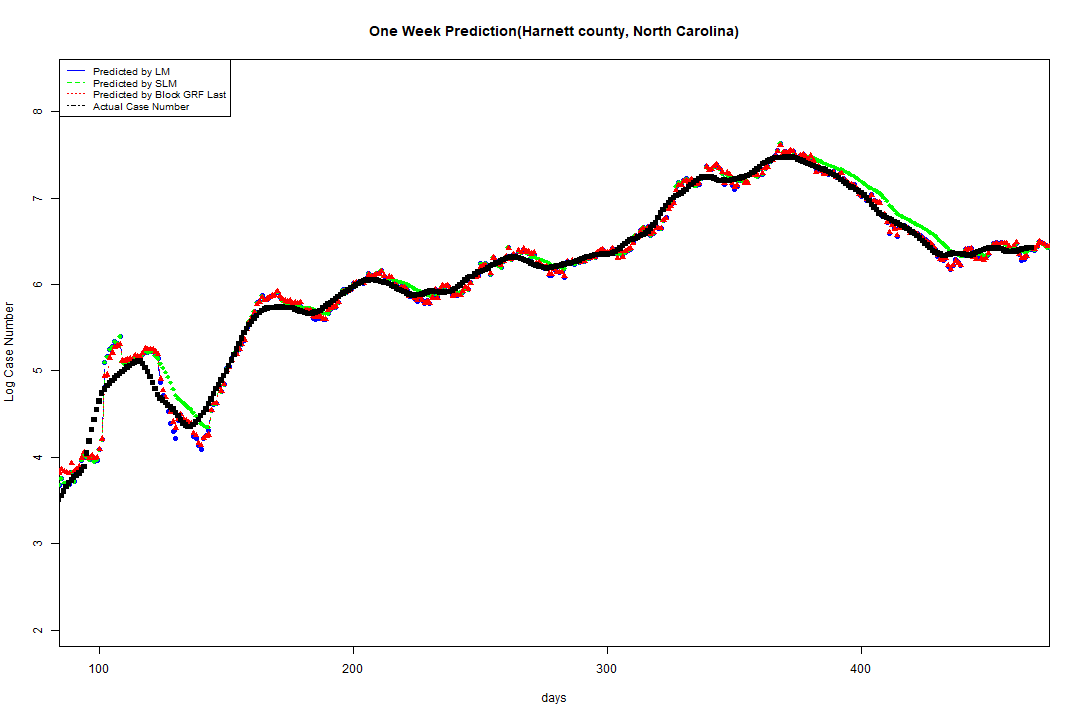 One Week Prediction(Harnett county, North Carolina)
Predicted by LM
Predicted by SLM
Predicted by Block GRF Last
Actual Case Number
8
7
6
5
4
3
2
Log Case Number
100
200
300
400
days